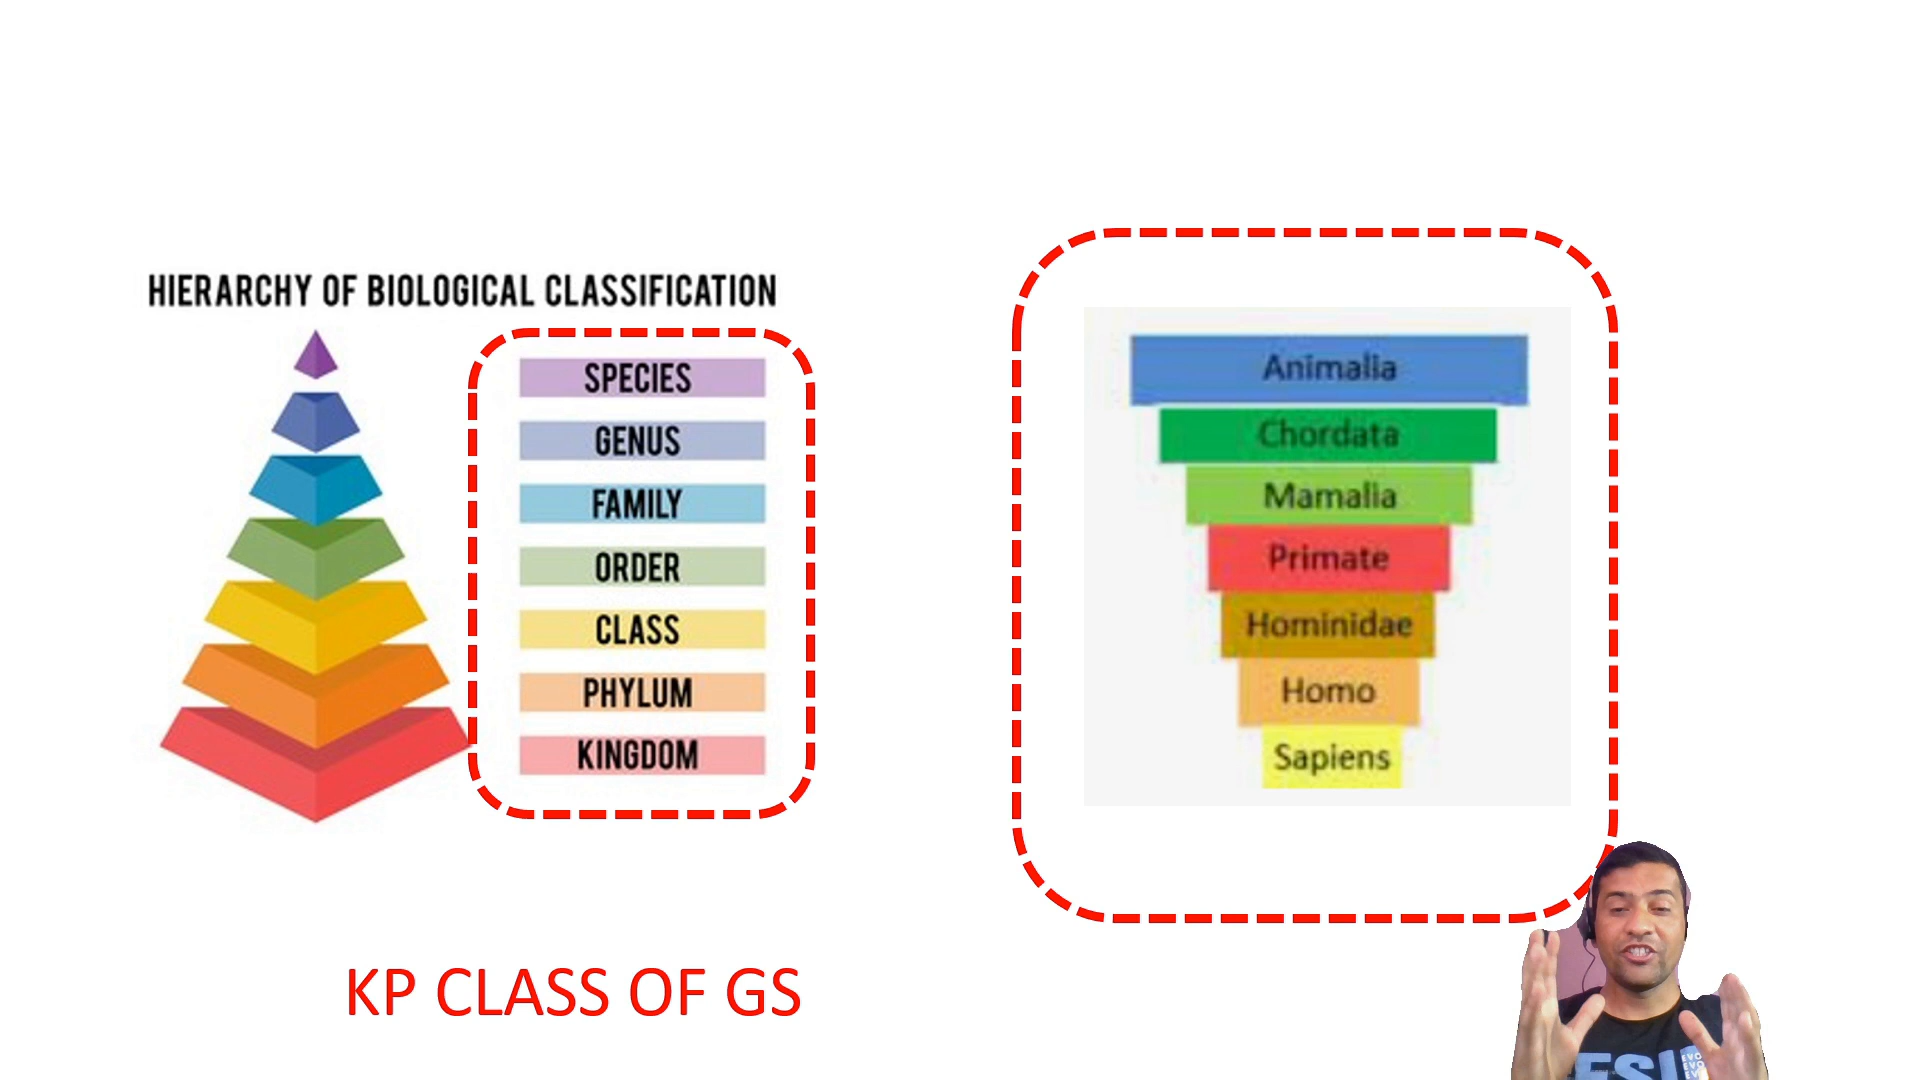 HIERARCHY OF BIOLOGICAL CLASSIFICATION
SPECIES
GENUS
FAMILY
ORDER
CLASS
PHYLUM
KINGDOM
Animalia
Chordata
Mamalia
Primate
Hominidae
Homo
Sapiens
KP CLASS OF GS